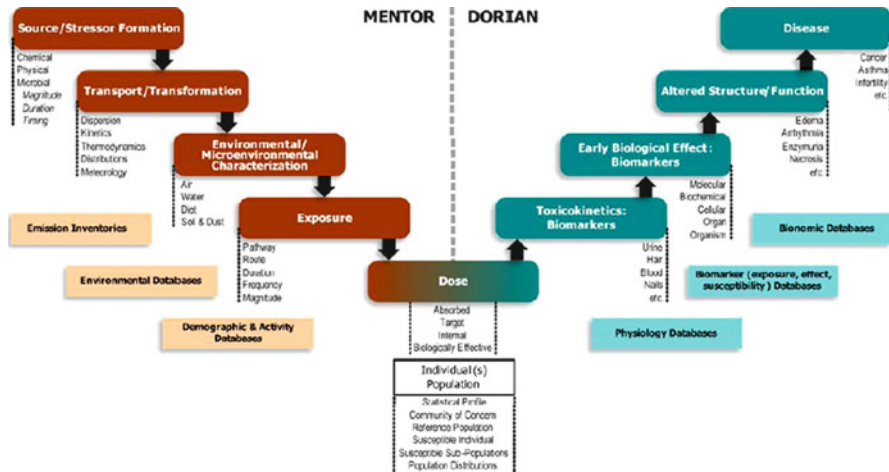 MENTOR
DORIAN
Source/Stressor Formation
Chemical
Physical
Microbial
Magnitude
Duration
Timing
Transport/Transformation
Dispersion
Kinetics
Thermodynamics
Distributions
Meteorology
Environmental/
Microenvironmental
Characterization
Air
Water
Diet
Soil & Dust
Exposure
Pathway
Route
Duration
Frequency
Magnitude
Dose
Absorbed
Target
Internal
Biologically Effective
Individual(s)
Population
Statistical Profile
Community of Concern
Reference Population
Susceptible Individual
Susceptible Sub-Populations
Population Distributions
Toxicokinetics:
Biomarkers
Urine
Hair
Blood
Nails
etc.
Early Biological Effect:
Biomarkers
Molecular
Biochemical
Cellular
Organ
Organism
Altered Structure/Function
Edema
Arrhythmia
Enzymuria
Necrosis
etc.
Disease
Cancer
Asthma
Infertility
etc.
Emission Inventories
Environmental Databases
Demographic & Activity
Databases
Bionomic Databases
Biomarker (exposure, effect,
susceptibility) Databases
Physiology Databases